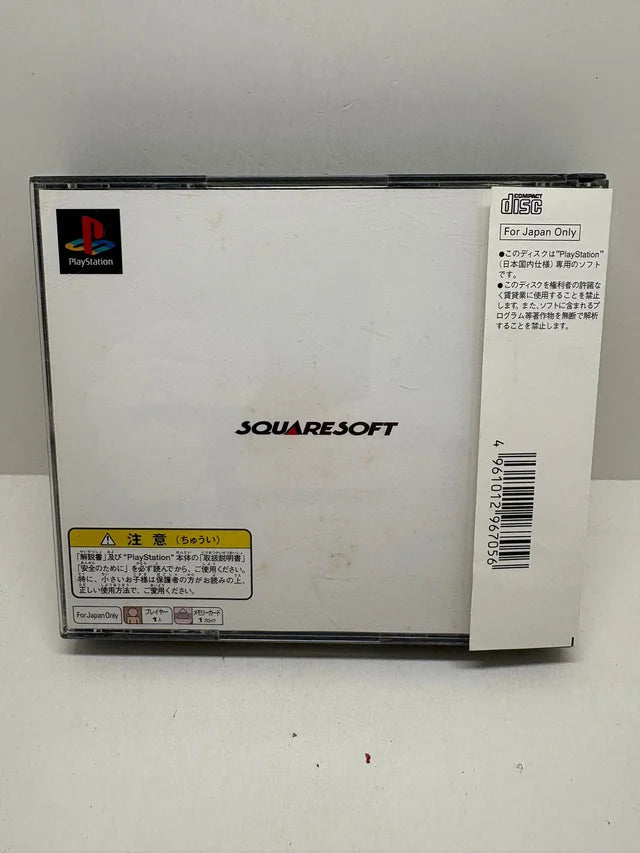 PlayStation
COMPACT
disc
For Japan Only
●このディスクは"PlayStation"
(日本国内仕様)専用のソフト
です。
●このディスクを権利者の許諾な
く賃貸業に使用することを禁止
します。また、ソフトに含まれるプ
ログラム等著作物を無断で解析
することを禁止します。
SQUARESOFT
4961012967056
注意(ちゅうい)
「解説書」及び"PlayStation"本体の「取扱説明書」
「安全のために」を必ず読んでから、ご使用ください。
特に、小さいお子様は保護者の方がお読みの上、
正しい使用方法で、ご愛用ください。
For Japan Only
プレイヤー
1人
メモリーカード
1ブロック